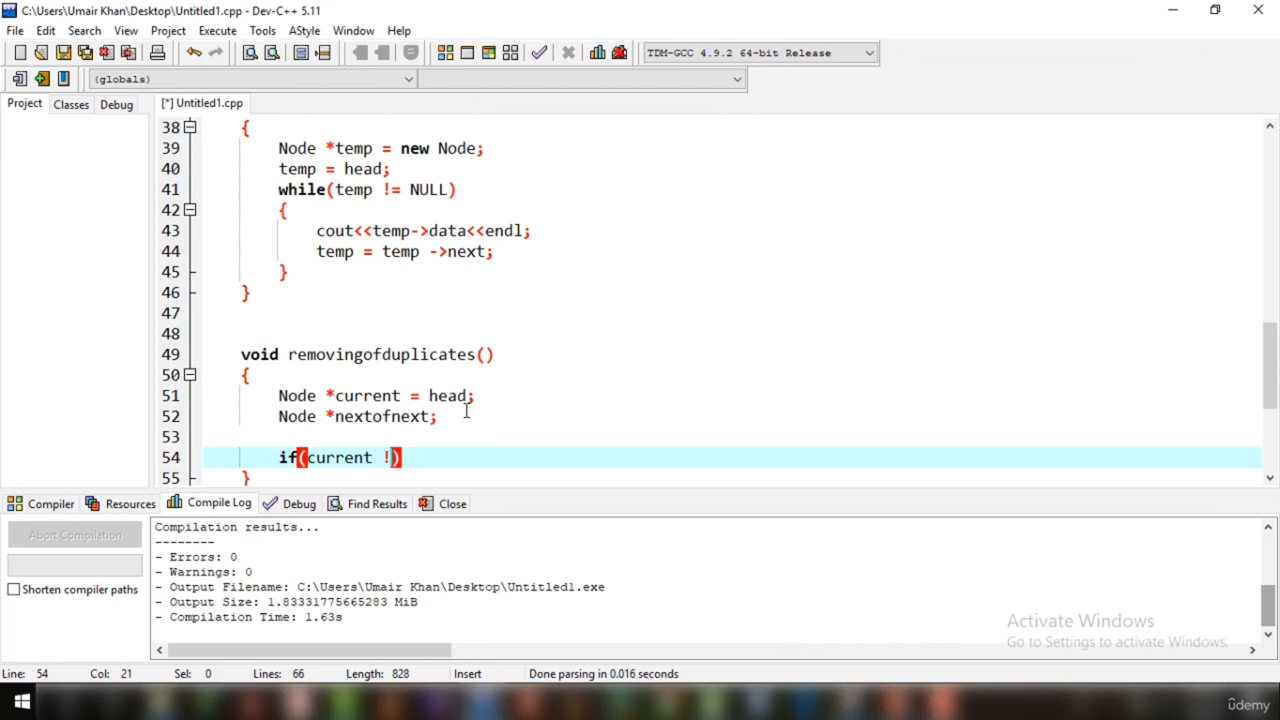 C:\Users\Umair Khan\Desktop\Untitled1.cpp - Dev-C++ 5.11
File Edit Search View Project Execute Tools AStyle Window Help
TDM-GCC 4.9.2 64-bit Release
(globals)
Project Classes Debug [*] Untitled1.cpp
38 {
39 Node *temp = new Node;
40 temp = head;
41 while(temp != NULL)
42 {
43 cout<<temp->data<<endl;
44 temp = temp ->next;
45 }
46 }
47
48
49 void removingofduplicates()
50 {
51 Node *current = head;
52 Node *nextofnext;
53
54 if(current !)
55 }
Compiler Resources Compile Log Debug Find Results Close
Abort Compilation
Shorten compiler paths
Compilation results...
--------
- Errors: 0
- Warnings: 0
- Output Filename: C:\Users\Umair Khan\Desktop\Untitled1.exe
- Output Size: 1.83331775665283 MiB
- Compilation Time: 1.63s
Activate Windows
Go to Settings to activate Windows.
Line: 54 Col: 21 Sel: 0 Lines: 66 Length: 828 Insert Done parsing in 0.016 seconds
ûdemy